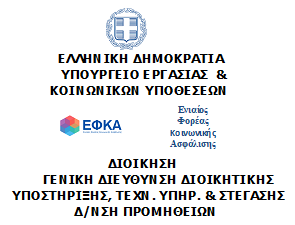 ΕΛΛΗΝΙΚΗ ΔΗΜΟΚΡΑΤΙΑ
ΥΠΟΥΡΓΕΙΟ ΕΡΓΑΣΙΑΣ &
ΚΟΙΝΩΝΙΚΩΝ ΥΠΟΘΕΣΕΩΝ
ΕΦΚΑ
Ενιαίος
Φορέας
Κοινωνικής
Ασφάλισης
ΔΙΟΙΚΗΣΗ
ΓΕΝΙΚΗ ΔΙΕΥΘΥΝΣΗ ΔΙΟΙΚΗΤΙΚΗΣ
ΥΠΟΣΤΗΡΙΞΗΣ, ΤΕΧΝ. ΥΠΗΡ. & ΣΤΕΓΑΣΗΣ
Δ/ΝΣΗ ΠΡΟΜΗΘΕΙΩΝ